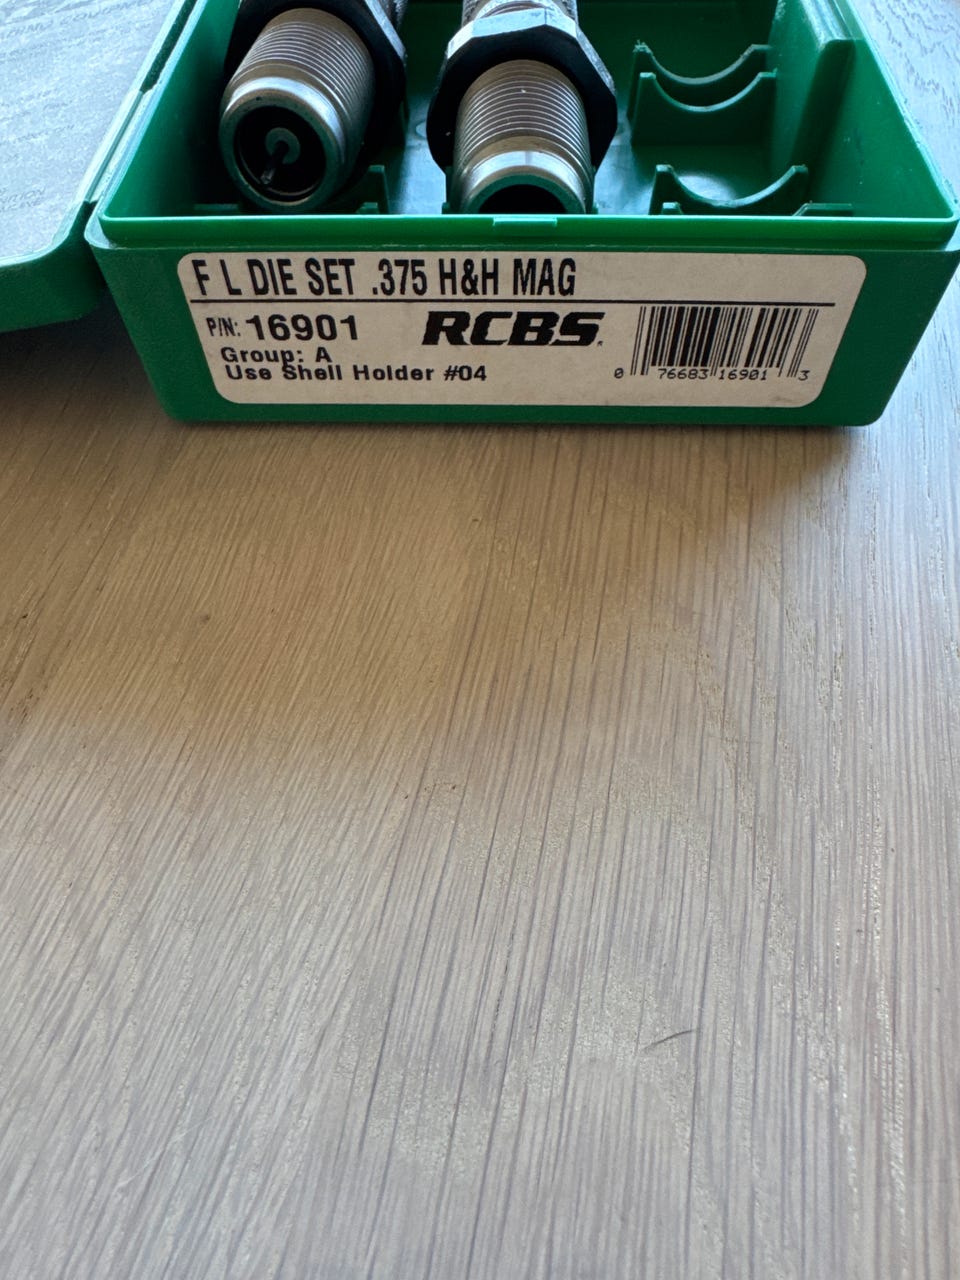 F L DIE SET .375 H&H MAG
P/N: 16901
RCBS.
Group: A
Use Shell Holder #04
0 76683 16901 3